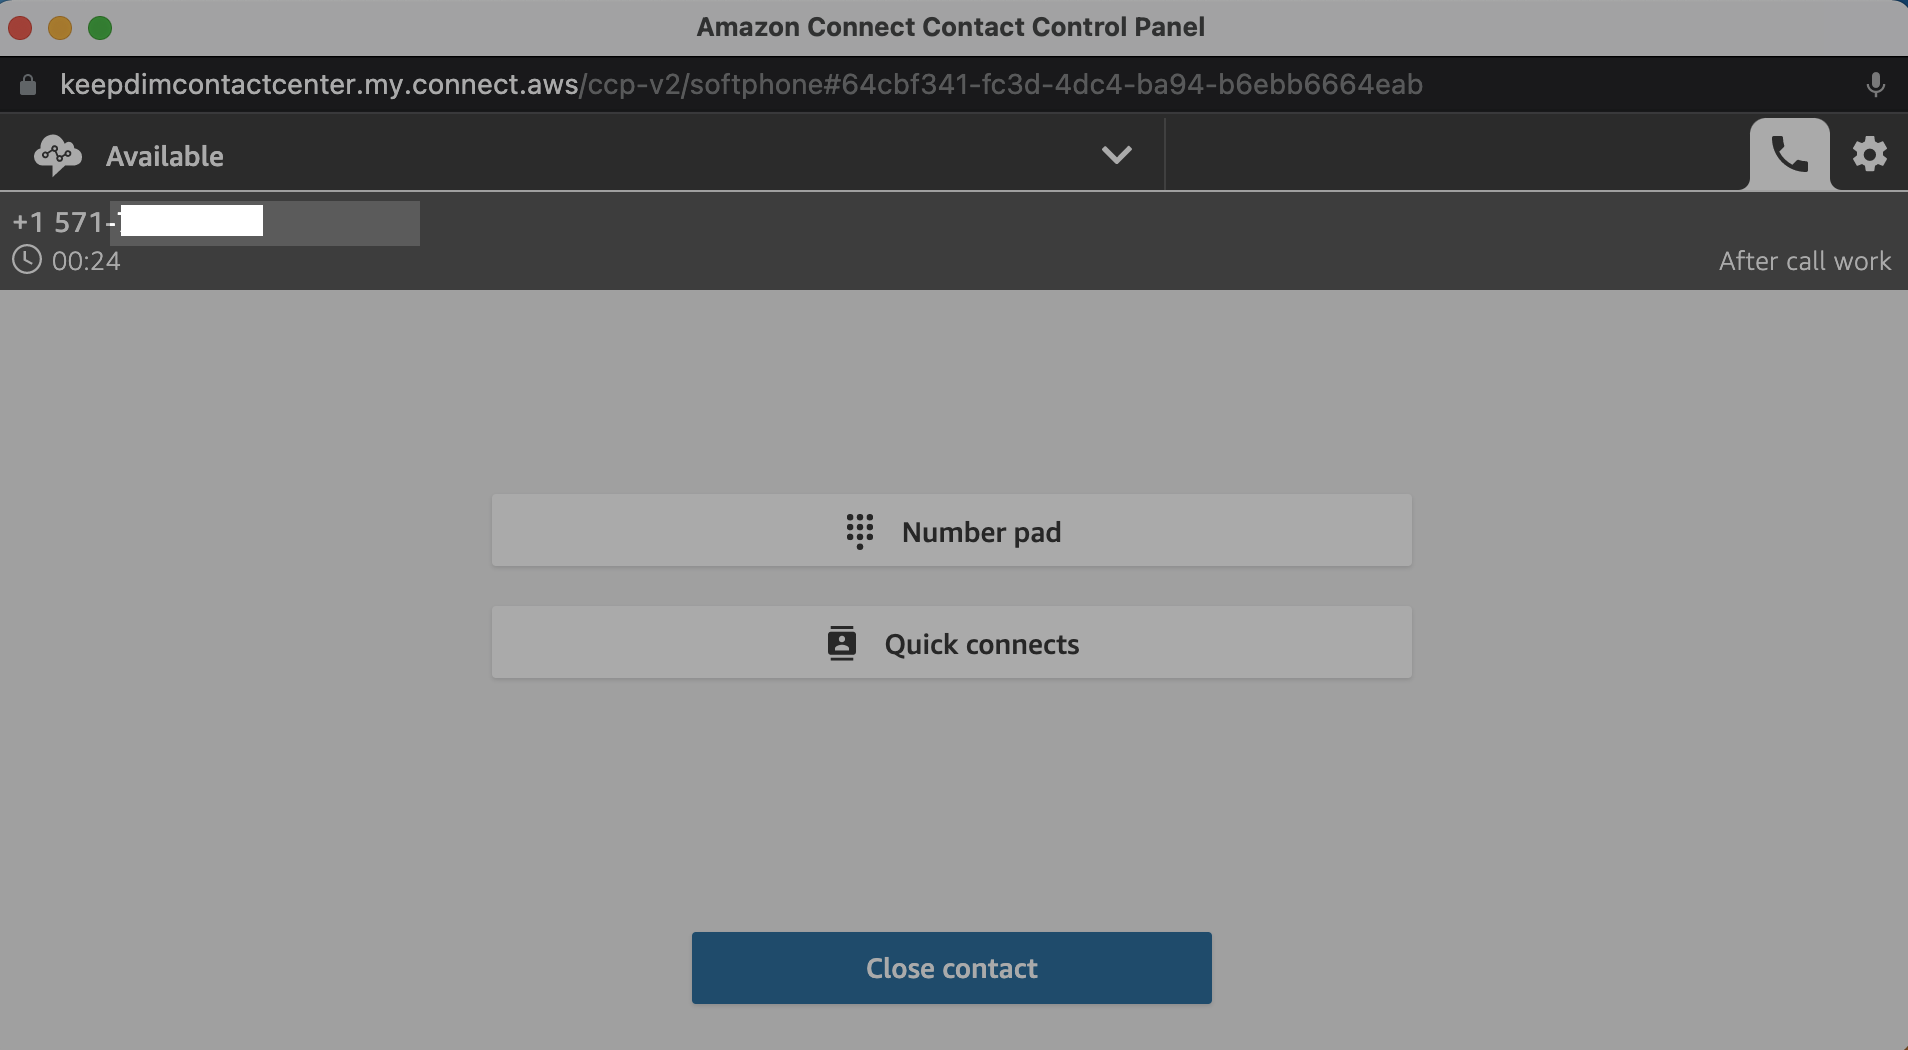 Amazon Connect Contact Control Panel
keepdimcontactcenter.my.connect.aws/ccp-v2/softphone#64cbf341-fc3d-4dc4-ba94-b6ebb6664eab
Available
+1 571-
00:24
After call work
Number pad
Quick connects
Close contact